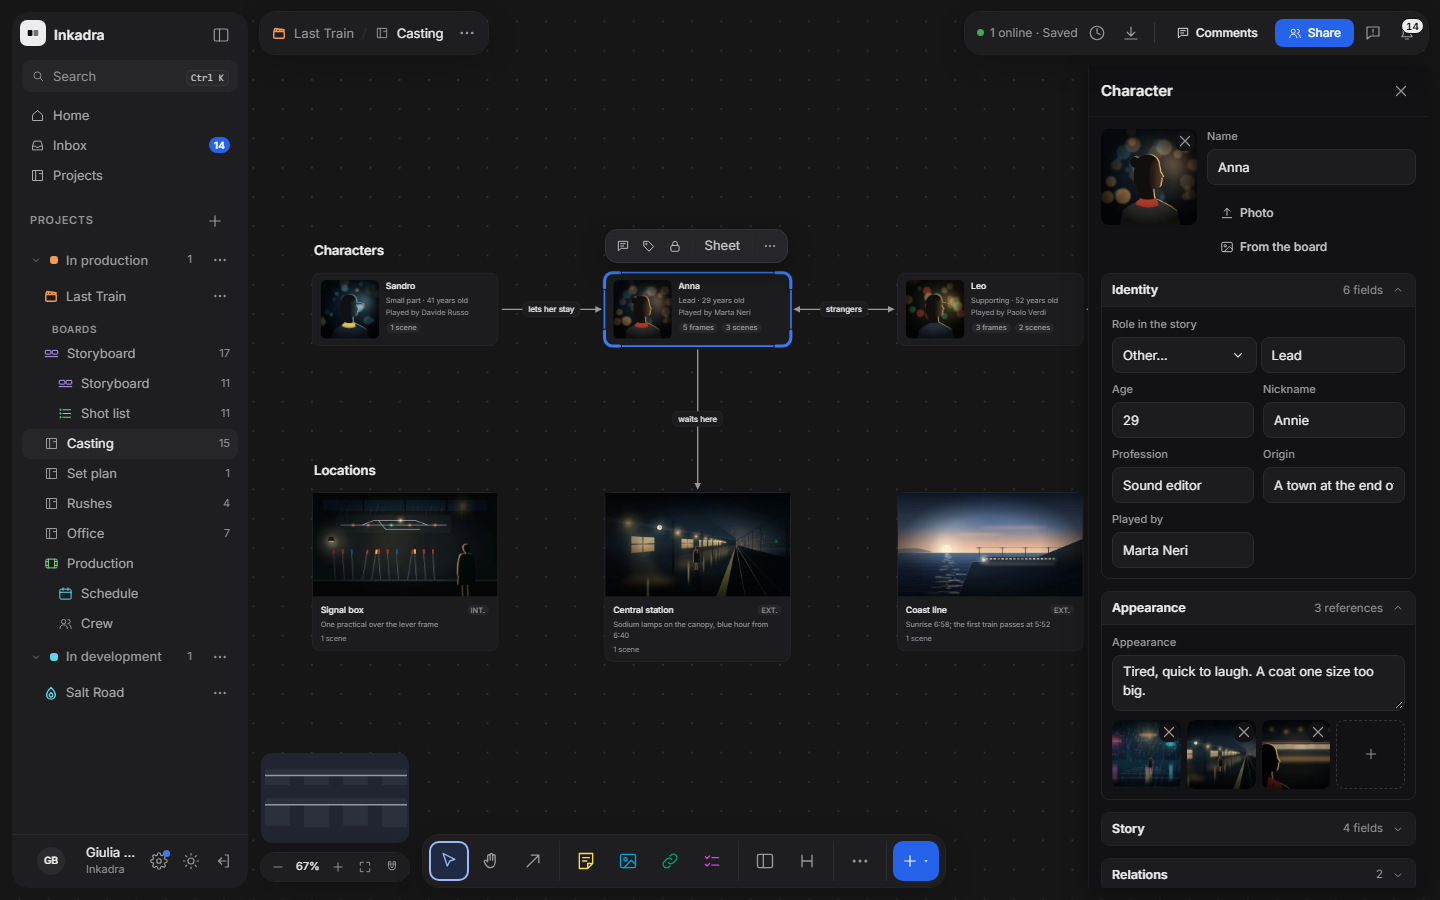 Inkadra
Search
Ctrl K
Home
Inbox
14
Projects
PROJECTS
In production
1
Last Train
BOARDS
Storyboard
17
Storyboard
11
Shot list
11
Casting
15
Set plan
1
Rushes
4
Office
7
Production
Schedule
Crew
In development
1
Salt Road
GB
Giulia ...
Inkadra
Last Train / Casting
1 online · Saved
Comments
Share
14
Characters
Sheet
Sandro
Small part · 41 years old
Played by Davide Russo
1 scene
lets her stay
Anna
Lead · 29 years old
Played by Marta Neri
5 frames
3 scenes
strangers
Leo
Supporting · 52 years old
Played by Paolo Verdi
3 frames
2 scenes
waits here
Locations
Signal box
INT.
One practical over the lever frame
1 scene
Central station
EXT.
Sodium lamps on the canopy, blue hour from
6:40
1 scene
Coast line
EXT.
Sunrise 6:58; the first train passes at 5:52
1 scene
67%
Character
Name
Anna
Photo
From the board
Identity
6 fields
Role in the story
Other...
Lead
Age
Nickname
29
Annie
Profession
Origin
Sound editor
A town at the end o
Played by
Marta Neri
Appearance
3 references
Appearance
Tired, quick to laugh. A coat one size too
big.
Story
4 fields
Relations
2